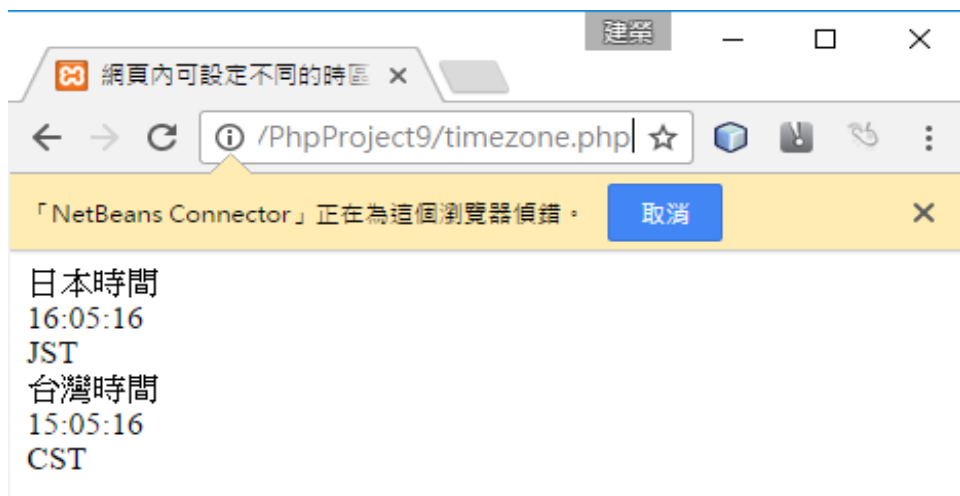 建榮
網頁內可設定不同的時區
/PhpProject9/timezone.php
「NetBeans Connector」正在為這個瀏覽器偵錯。 取消
日本時間
16:05:16
JST
台灣時間
15:05:16
CST